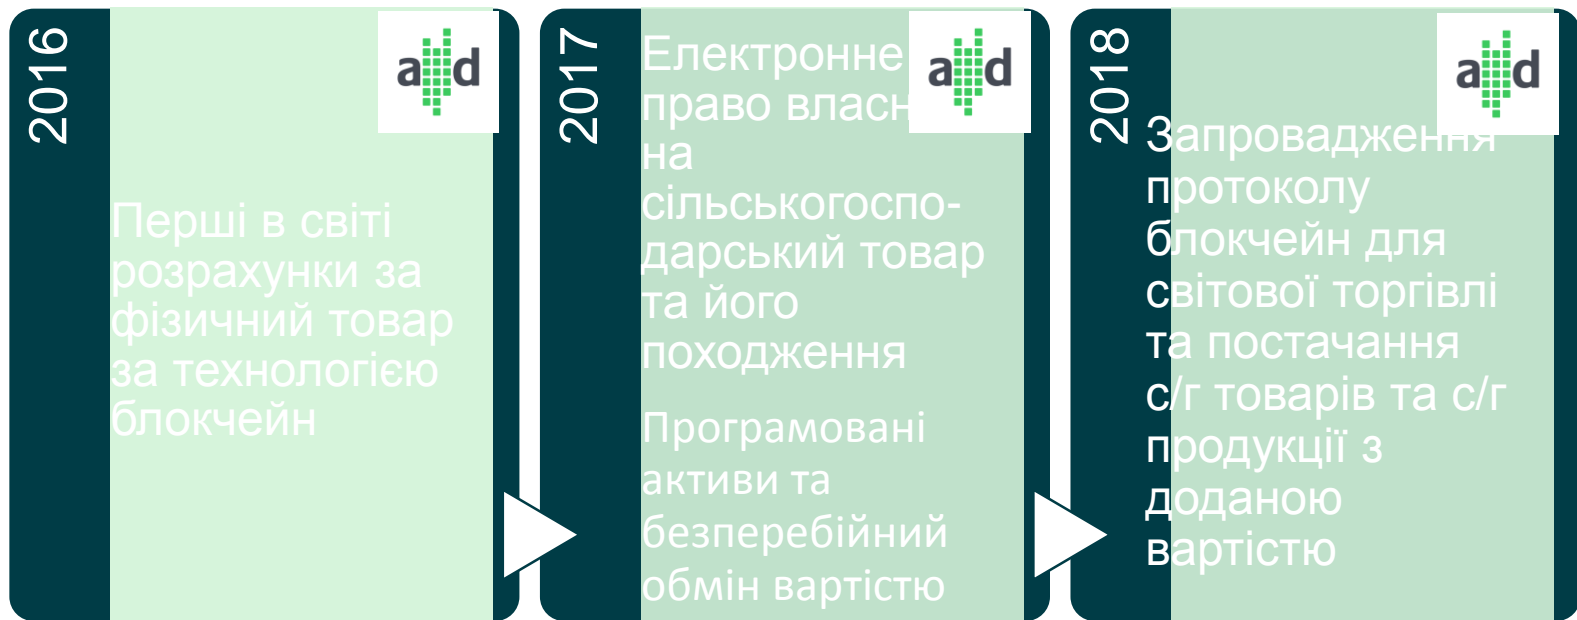 2016
Перші в світі
розрахунки за
фізичний товар
за технологією
блокчейн
a d
2017
Електронне
право власн
на
сільськогоспо-
дарський товар
та його
походження
Програмовані
активи та
безперебійний
обмін вартістю
a d
2018
Запровадження
протоколу
блокчейн для
світової торгівлі
та постачання
с/г товарів та с/г
продукції з
доданою
вартістю
a d